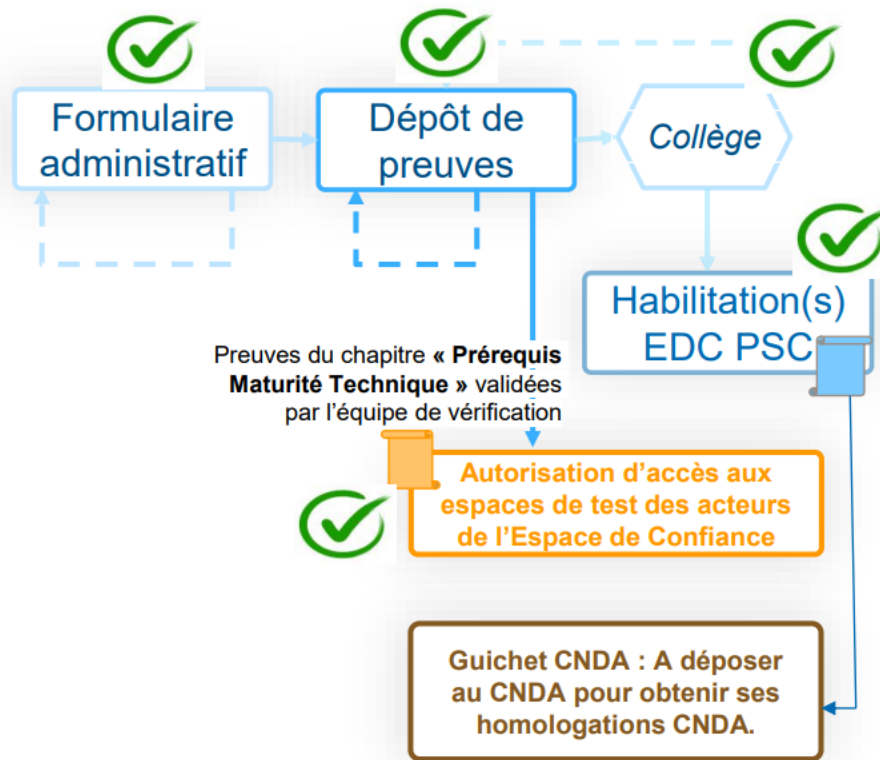 Formulaire
administratif
Dépôt de
preuves
Collège
Habilitation(s)
EDC PSC
Preuves du chapitre « Prérequis
Maturité Technique » validées
par l’équipe de vérification
Autorisation d’accès aux
espaces de test des acteurs
de l’Espace de Confiance
Guichet CNDA : A déposer
au CNDA pour obtenir ses
homologations CNDA.